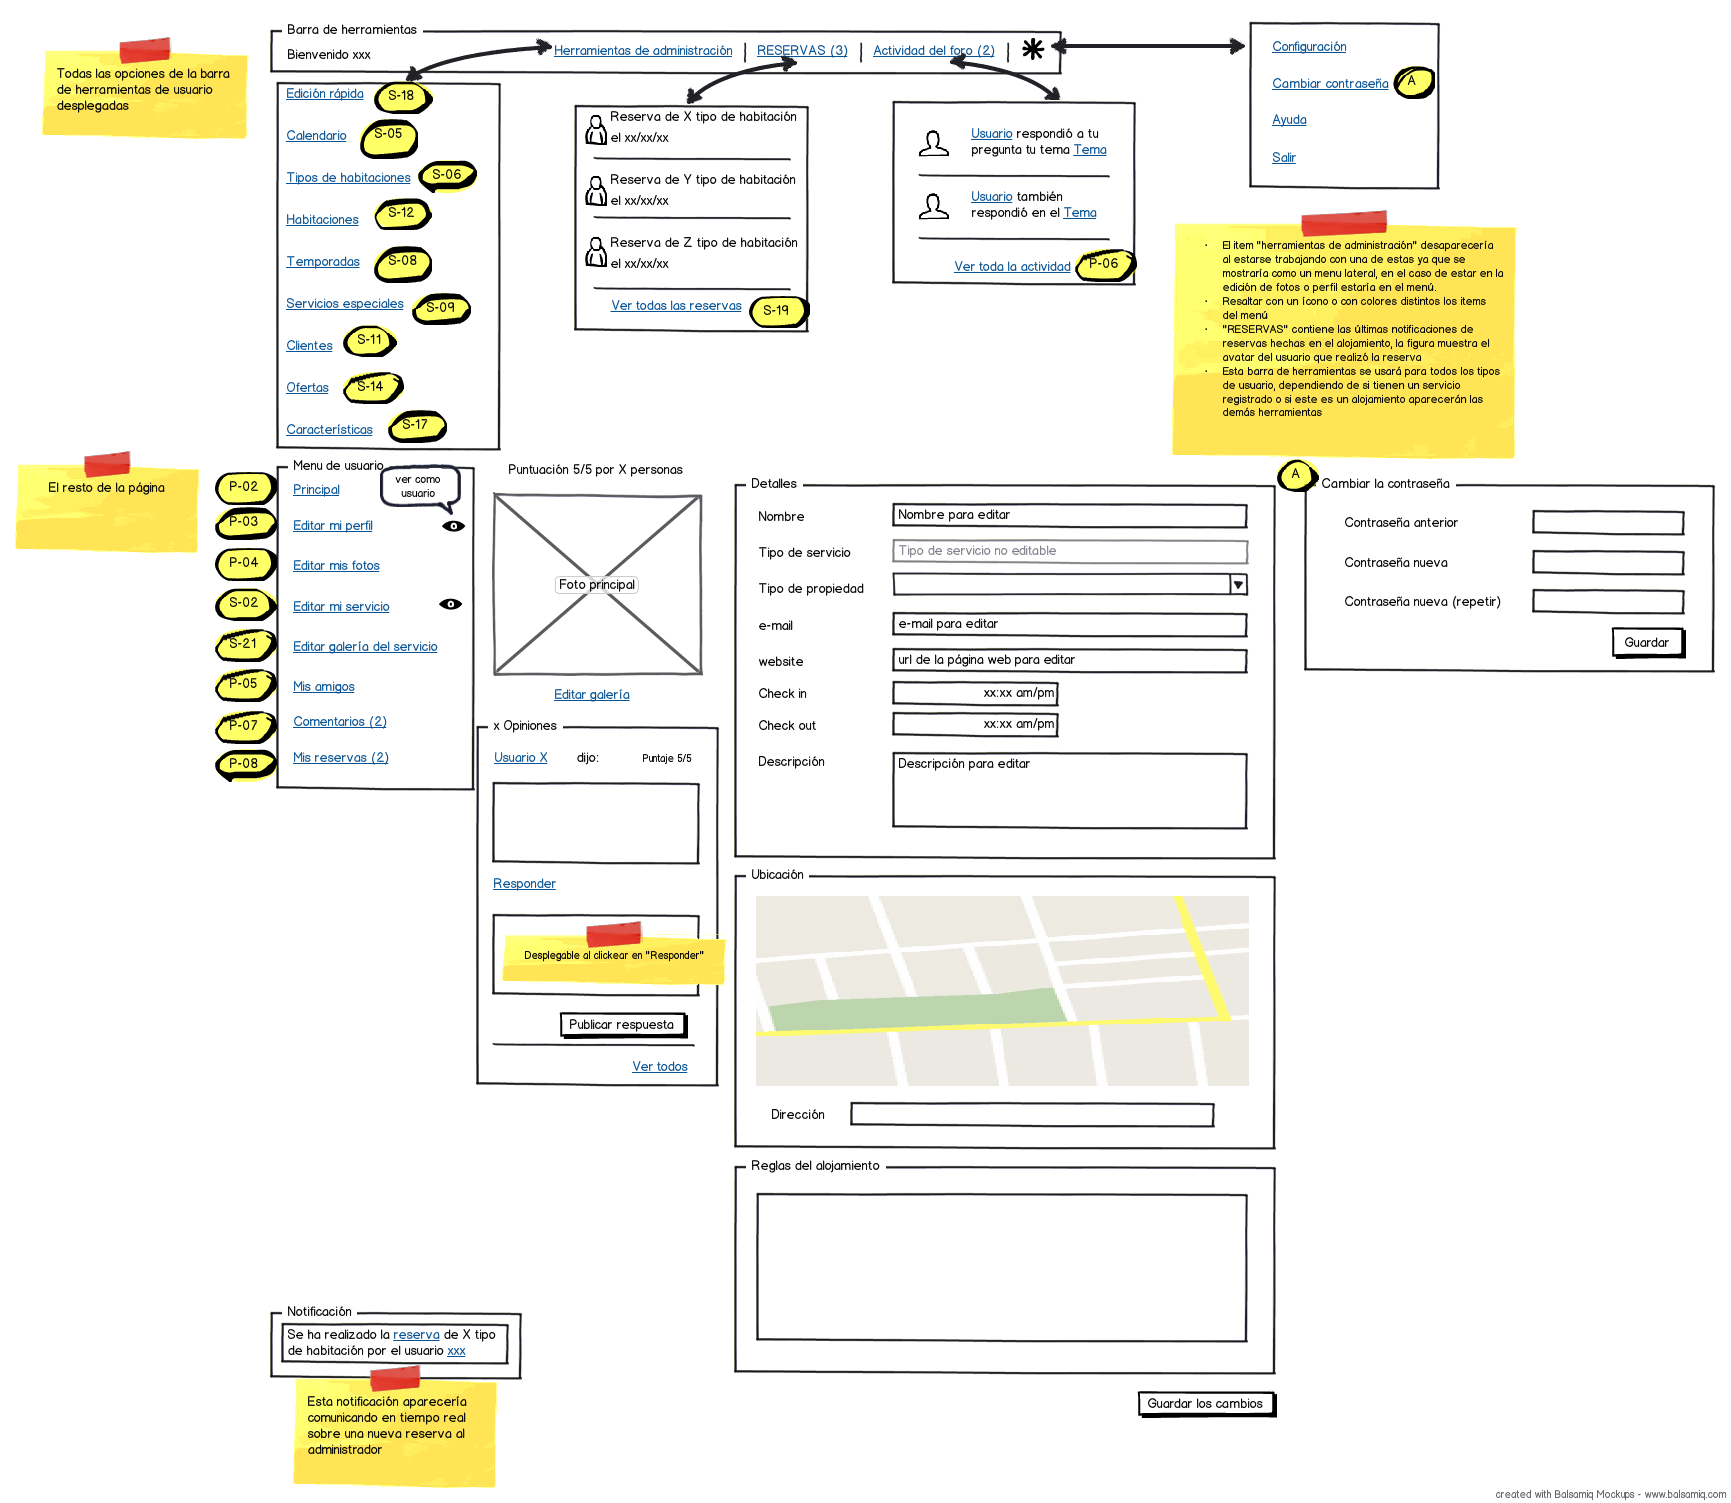 Todas las opciones de la barra
de herramientas de usuario
desplegadas
Barra de herramientas
Bienvenido xxx
Herramientas de administración
RESERVAS (3)
Actividad del foro (2)
Configuración
Cambiar contraseña
A
Ayuda
Salir
Edición rápida
S-18
Calendario
S-05
Tipos de habitaciones
S-06
Habitaciones
S-12
Temporadas
S-08
Servicios especiales
S-09
Clientes
S-11
Ofertas
S-14
Características
S-17
Reserva de X tipo de habitación
el xx/xx/xx
Reserva de Y tipo de habitación
el xx/xx/xx
Reserva de Z tipo de habitación
el xx/xx/xx
Ver todas las reservas
S-19
Usuario respondió a tu
pregunta tu tema Tema
Usuario también
respondió en el Tema
Ver toda la actividad
P-06
· El item "herramientas de administración" desaparecería
al estarse trabajando con una de estas ya que se
mostraría como un menu lateral, en el caso de estar en la
edición de fotos o perfil estaría en el menú.
· Resaltar con un ícono o con colores distintos los items
del menú
· "RESERVAS" contiene las últimas notificaciones de
reservas hechas en el alojamiento, la figura muestra el
avatar del usuario que realizó la reserva
· Esta barra de herramientas se usará para todos los tipos
de usuario, dependiendo de si tienen un servicio
registrado o si este es un alojamiento aparecerán las
demás herramientas
El resto de la página
Menu de usuario
ver como
usuario
P-02
Principal
P-03
Editar mi perfil
P-04
Editar mis fotos
S-02
Editar mi servicio
S-21
Editar galería del servicio
P-05
Mis amigos
P-07
Comentarios (2)
P-08
Mis reservas (2)
Puntuación 5/5 por X personas
Foto principal
Editar galería
x Opiniones
Usuario X
dijo:
Puntaje 5/5
Responder
Desplegable al clickear en "Responder"
Publicar respuesta
Ver todos
Detalles
Nombre
Nombre para editar
Tipo de servicio
Tipo de servicio no editable
Tipo de propiedad
e-mail
e-mail para editar
website
url de la página web para editar
Check in
xx:xx am/pm
Check out
xx:xx am/pm
Descripción
Descripción para editar
A
Cambiar la contraseña
Contraseña anterior
Contraseña nueva
Contraseña nueva (repetir)
Guardar
Ubicación
Dirección
Reglas del alojamiento
Guardar los cambios
Notificación
Se ha realizado la reserva de X tipo
de habitación por el usuario xxx
Esta notificación aparecería
comunicando en tiempo real
sobre una nueva reserva al
administrador
created with Balsamiq Mockups - www.balsamiq.com